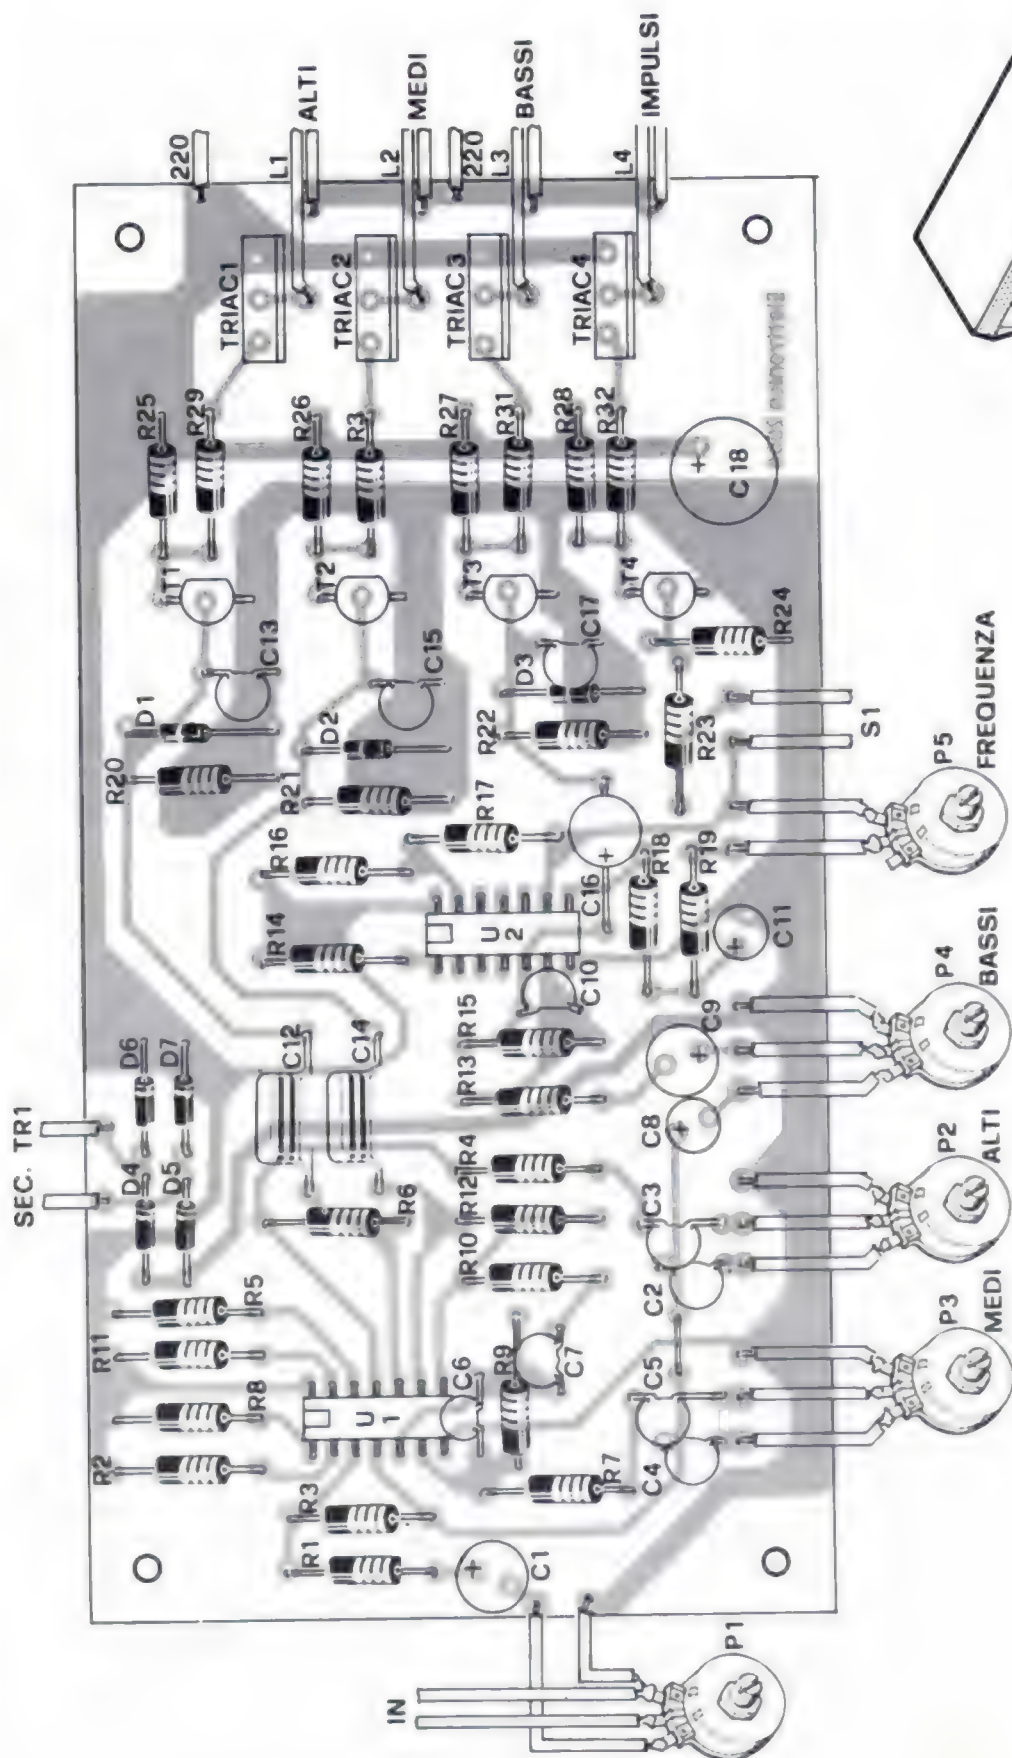 SEC. TR1
220
L1
ALTI
L2
MEDI
220
L3
BASSI
L4
IMPULSI
TRIAC1
TRIAC2
TRIAC3
TRIAC4
R25
R29
R26
R3
R27
R31
R28
R32
C18
T1
T2
T3
T4
C13
C15
C17
R24
D1
D2
D3
R20
R21
R22
R23
R16
R17
R14
U
2
C16
R18
R19
C10
C11
S1
D6
D7
D4
D5
C12
C14
R15
R13
C9
C8
R4
R12
R10
R6
C3
C2
R5
R11
R8
R2
U
1
C6
R9
C7
C5
C4
R7
R3
R1
C1
IN
P1
P3
MEDI
P2
ALTI
P4
BASSI
P5
FREQUENZA